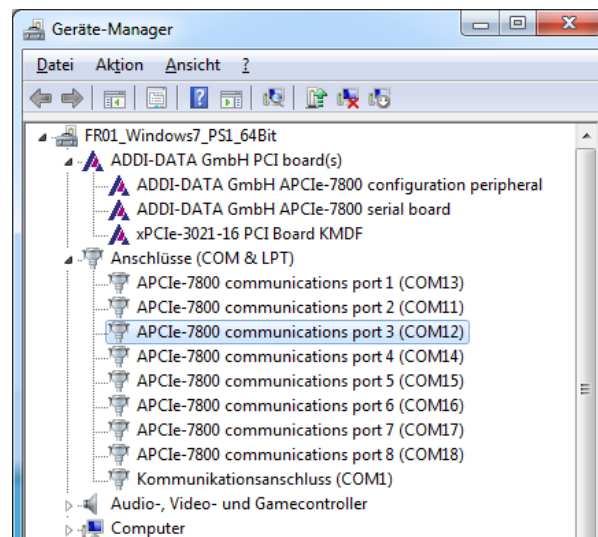 Geräte-Manager
Datei Aktion Ansicht ?
FR01_Windows7_PS1_64Bit
ADDI-DATA GmbH PCI board(s)
ADDI-DATA GmbH APCIe-7800 configuration peripheral
ADDI-DATA GmbH APCIe-7800 serial board
xPCIe-3021-16 PCI Board KMDF
Anschlüsse (COM & LPT)
APCIe-7800 communications port 1 (COM13)
APCIe-7800 communications port 2 (COM11)
APCIe-7800 communications port 3 (COM12)
APCIe-7800 communications port 4 (COM14)
APCIe-7800 communications port 5 (COM15)
APCIe-7800 communications port 6 (COM16)
APCIe-7800 communications port 7 (COM17)
APCIe-7800 communications port 8 (COM18)
Kommunikationsanschluss (COM1)
Audio-, Video- und Gamecontroller
Computer